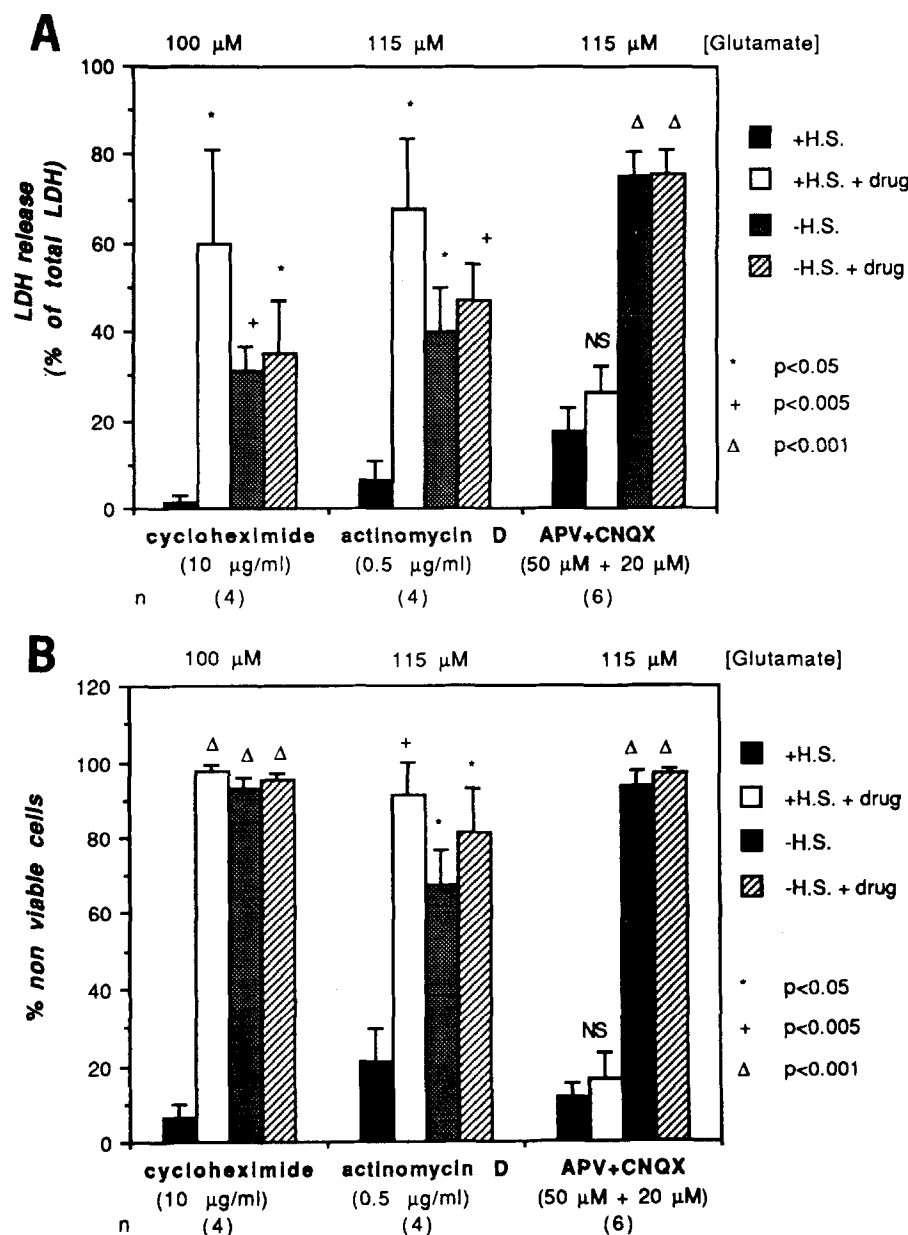 A
100 µM 115 µM 115 µM [Glutamate]
100
80
60
40
20
0
LDH release
(% of total LDH)
* * Δ Δ
+ * * + NS
+H.S.
+H.S. + drug
-H.S.
-H.S. + drug
* p<0.05
+ p<0.005
Δ p<0.001
cycloheximide actinomycin D APV+CNQX
(10 µg/ml) (0.5 µg/ml) (50 µM + 20 µM)
n (4) (4) (6)
B
100 µM 115 µM 115 µM [Glutamate]
120
100
80
60
40
20
0
% non viable cells
Δ Δ Δ + * * NS Δ Δ
+H.S.
+H.S. + drug
-H.S.
-H.S. + drug
* p<0.05
+ p<0.005
Δ p<0.001
cycloheximide actinomycin D APV+CNQX
(10 µg/ml) (0.5 µg/ml) (50 µM + 20 µM)
n (4) (4) (6)